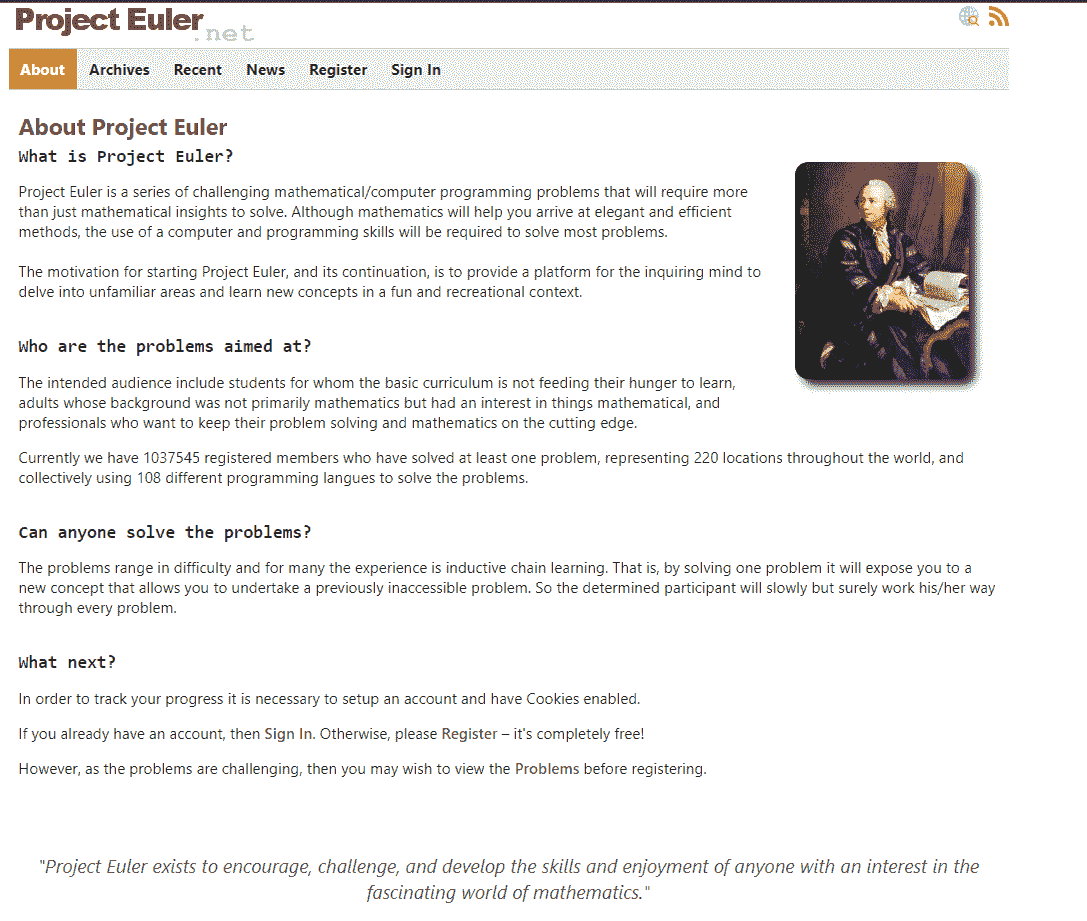 Project Euler
.net
About Archives Recent News Register Sign In
About Project Euler
What is Project Euler?
Project Euler is a series of challenging mathematical/computer programming problems that will require more
than just mathematical insights to solve. Although mathematics will help you arrive at elegant and efficient
methods, the use of a computer and programming skills will be required to solve most problems.
The motivation for starting Project Euler, and its continuation, is to provide a platform for the inquiring mind to
delve into unfamiliar areas and learn new concepts in a fun and recreational context.
Who are the problems aimed at?
The intended audience include students for whom the basic curriculum is not feeding their hunger to learn,
adults whose background was not primarily mathematics but had an interest in things mathematical, and
professionals who want to keep their problem solving and mathematics on the cutting edge.
Currently we have 1037545 registered members who have solved at least one problem, representing 220 locations throughout the world, and
collectively using 108 different programming langues to solve the problems.
Can anyone solve the problems?
The problems range in difficulty and for many the experience is inductive chain learning. That is, by solving one problem it will expose you to a
new concept that allows you to undertake a previously inaccessible problem. So the determined participant will slowly but surely work his/her way
through every problem.
What next?
In order to track your progress it is necessary to setup an account and have Cookies enabled.
If you already have an account, then Sign In. Otherwise, please Register – it's completely free!
However, as the problems are challenging, then you may wish to view the Problems before registering.
"Project Euler exists to encourage, challenge, and develop the skills and enjoyment of anyone with an interest in the
fascinating world of mathematics."